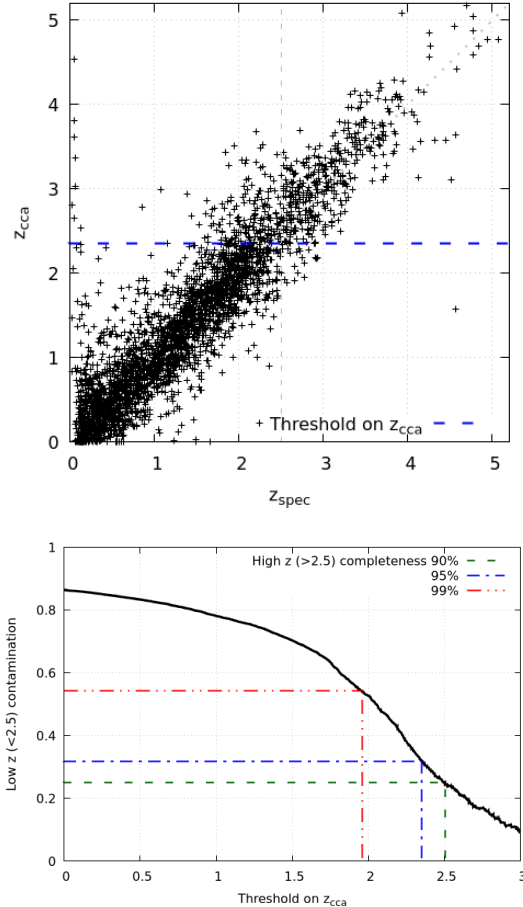 5
4
3
2
1
0
z_cca
Threshold on z_cca
0 1 2 3 4 5
z_spec
1
0.8
0.6
0.4
0.2
0
Low z (<2.5) contamination
High z (>2.5) completeness 90%
95%
99%
0 0.5 1 1.5 2 2.5 3
Threshold on z_cca